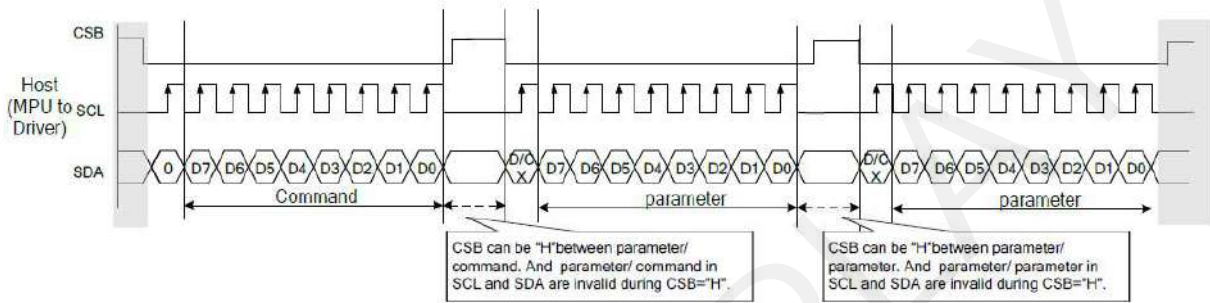 CSB
Host
(MPU to SCL
Driver)
SDA
0 D7 D6 D5 D4 D3 D2 D1 D0 D/C X D7 D6 D5 D4 D3 D2 D1 D0 D/C X D7 D6 D5 D4 D3 D2 D1 D0
Command
parameter
parameter
CSB can be "H"between parameter/
command. And parameter/ command in
SCL and SDA are invalid during CSB="H".
CSB can be "H"between parameter/
parameter. And parameter/ parameter in
SCL and SDA are invalid during CSB="H".